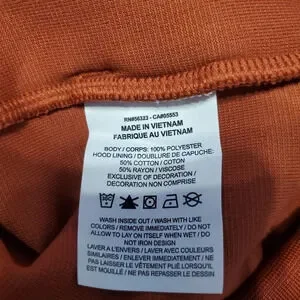 RN#56323 - CA#05553
MADE IN VIETNAM
FABRIQUÉ AU VIETNAM
BODY / CORPS: 100% POLYESTER
HOOD LINING / DOUBLURE DE CAPUCHE:
50% COTTON / COTON
50% RAYON / VISCOSE
EXCLUSIVE OF DECORATION /
DECORATION NON COMPRISE
WASH INSIDE OUT / WASH WITH LIKE
COLORS / REMOVE IMMEDIATELY / DO NOT
ALLOW TO LAY ON ITSELF WHEN WET / DO
NOT IRON DESIGN
LAVER A L'ENVERS / LAVER AVEC COULEURS
SIMILAIRES / ENLEVER IMMEDIATEMENT / NE
PAS LAISSER LE VÊTEMENT PLIÉ LORSQU'IL
EST MOUILLÉ / NE PAS REPASSER LE DESSIN